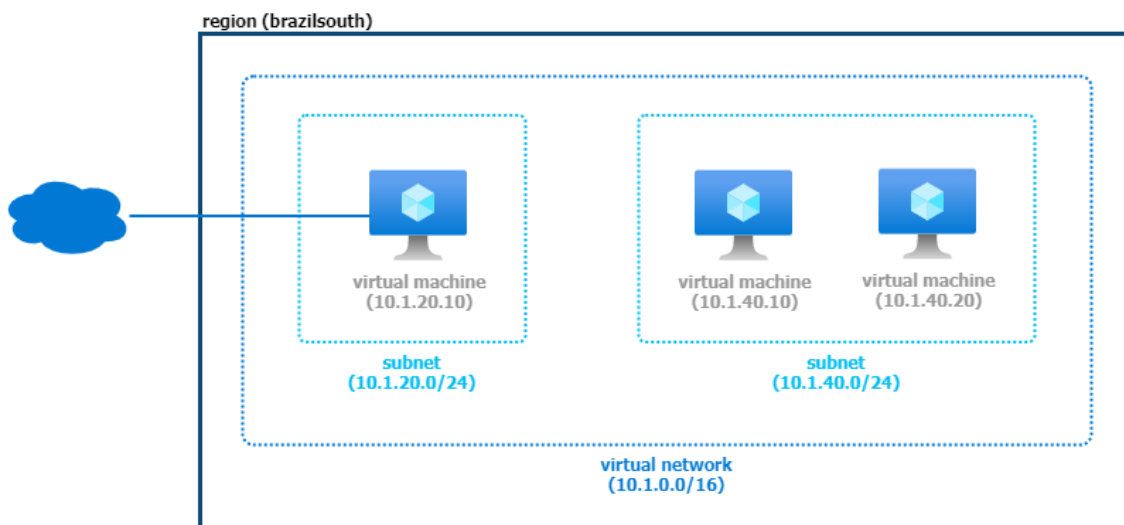 region (brazilsouth)
virtual machine
(10.1.20.10)
virtual machine
(10.1.40.10)
virtual machine
(10.1.40.20)
subnet
(10.1.20.0/24)
subnet
(10.1.40.0/24)
virtual network
(10.1.0.0/16)